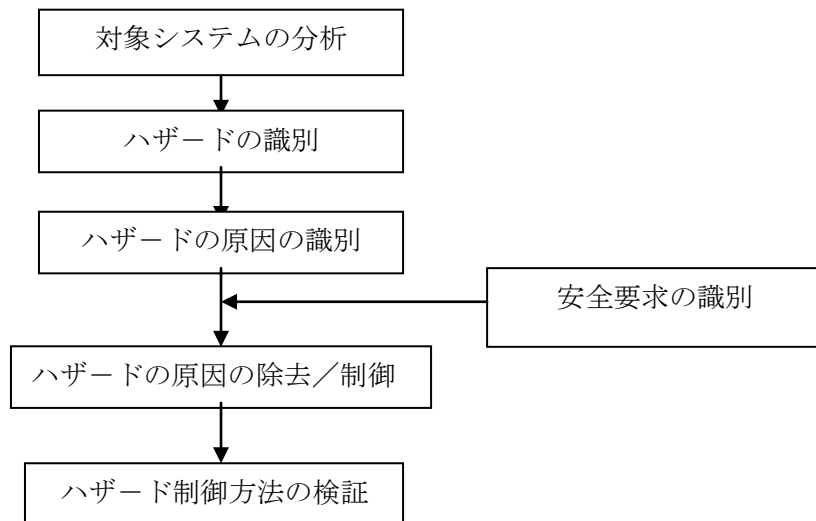 対象システムの分析
ハザードの識別
ハザードの原因の識別
安全要求の識別
ハザードの原因の除去／制御
ハザード制御方法の検証